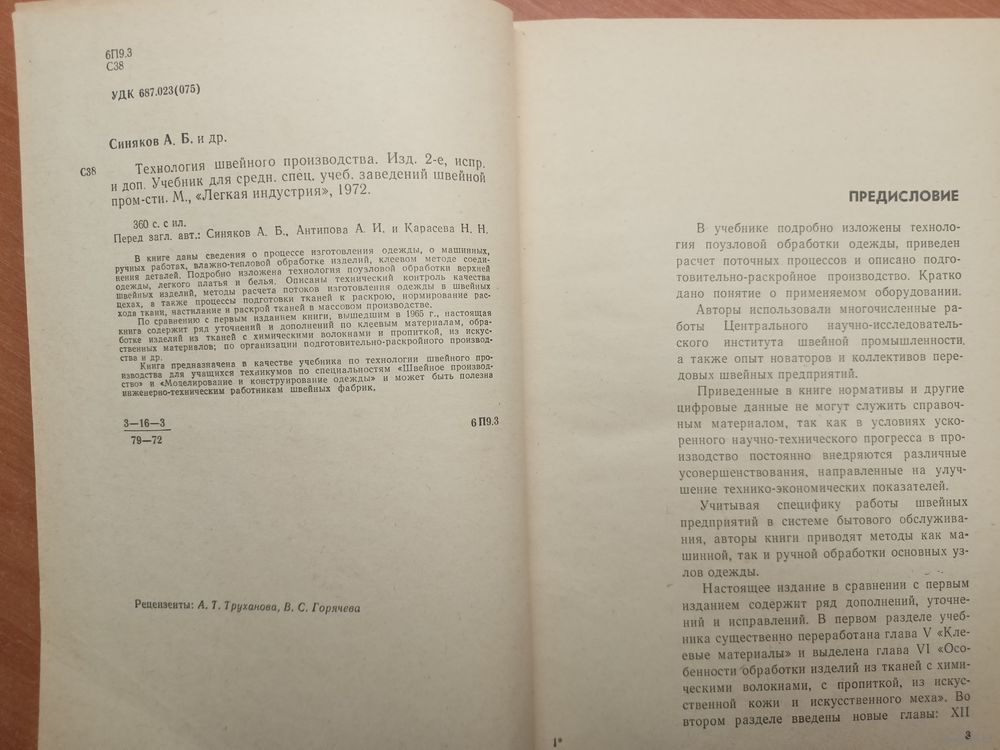 6П9.3
С38
УДК 687.023(075)
Синяков А. Б. и др.
С38
Технология швейного производства. Изд. 2-е, испр.
и доп. Учебник для средн. спец. учеб. заведений швейной
пром-сти. М., «Легкая индустрия», 1972.
360 с. с ил.
Перед загл. авт.: Синяков А. Б., Антипова А. И. и Карасева Н. Н.
В книге даны сведения о процессе изготовления одежды, о машинных,
ручных работах, влажно-тепловой обработке изделий, клеевом методе соеди-
нения деталей. Подробно изложена технология поузловой обработки верхней
одежды, легкого платья и белья. Описаны технический контроль качества
швейных изделий, методы расчета потоков изготовления одежды в швейных
цехах, а также процессы подготовки тканей к раскрою, нормирование рас-
хода ткани, настилание и раскрой тканей в массовом производстве.
По сравнению с первым изданием книги, вышедшим в 1965 г., настоящая
книга содержит ряд уточнений и дополнений по клеевым материалам, обра-
ботке изделий из тканей с химическими волокнами и пропиткой, из искус-
ственных материалов; по организации подготовительно-раскройного производ-
ства и др.
Книга предназначена в качестве учебника по технологии швейного про-
изводства для учащихся техникумов по специальностям «Швейное производ-
ство» и «Моделирование и конструирование одежды» и может быть полезна
инженерно-техническим работникам швейных фабрик.
3—16—3
79—72
6П9.3
Рецензенты: А. Т. Труханова, В. С. Горячева
ПРЕДИСЛОВИЕ
В учебнике подробно изложены техноло-
гия поузловой обработки одежды, приведен
расчет поточных процессов и описано подго-
товительно-раскройное производство. Кратко
дано понятие о применяемом оборудовании.
Авторы использовали многочисленные ра-
боты Центрального научно-исследователь-
ского института швейной промышленности,
а также опыт новаторов и коллективов пере-
довых швейных предприятий.
Приведенные в книге нормативы и другие
цифровые данные не могут служить справоч-
ным материалом, так как в условиях уско-
ренного научно-технического прогресса в про-
изводство постоянно внедряются различные
усовершенствования, направленные на улуч-
шение технико-экономических показателей.
Учитывая специфику работы швейных
предприятий в системе бытового обслужива-
ния, авторы книги приводят методы как ма-
шинной, так и ручной обработки основных уз-
лов одежды.
Настоящее издание в сравнении с первым
изданием содержит ряд дополнений, уточне-
ний и исправлений. В первом разделе учеб-
ника существенно переработана глава V «Кле-
евые материалы» и выделена глава VI «Осо-
бенности обработки изделий из тканей с хими-
ческими волокнами, с пропиткой, из искус-
ственной кожи и искусственного меха». Во
втором разделе введены новые главы: XII
1*
3